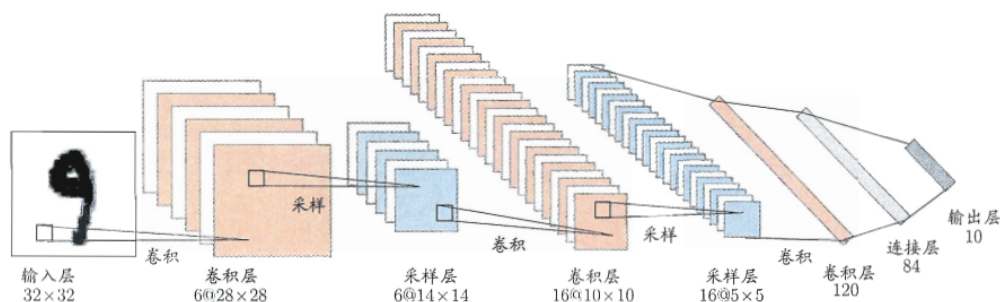 采样
卷积
采样
卷积
卷积
输入层
32×32
卷积层
6@28×28
采样层
6@14×14
卷积层
16@10×10
采样层
16@5×5
卷积层
120
连接层
84
输出层
10
9